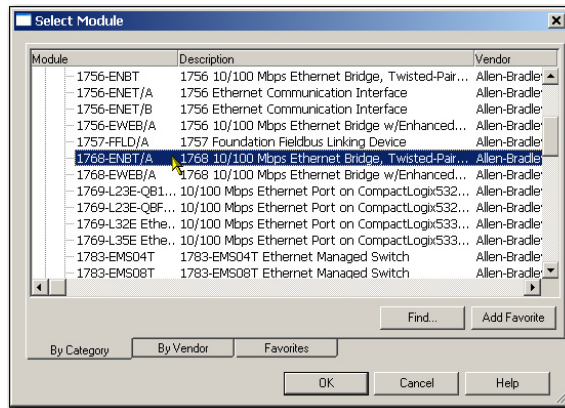 Select Module
Module Description Vendor
1756-ENBT 1756 10/100 Mbps Ethernet Bridge, Twisted-Pair... Allen-Bradley
1756-ENET/A 1756 Ethernet Communication Interface Allen-Bradley
1756-ENET/B 1756 Ethernet Communication Interface Allen-Bradley
1756-EWEB/A 1756 10/100 Mbps Ethernet Bridge w/Enhanced... Allen-Bradley
1757-FFLD/A 1757 Foundation Fieldbus Linking Device Allen-Bradley
1768-ENBT/A 1768 10/100 Mbps Ethernet Bridge, Twisted-Pair... Allen-Bradley
1768-EWEB/A 1768 10/100 Mbps Ethernet Bridge w/Enhanced... Allen-Bradley
1769-L23E-QB1... 10/100 Mbps Ethernet Port on CompactLogix532... Allen-Bradley
1769-L23E-QBF... 10/100 Mbps Ethernet Port on CompactLogix532... Allen-Bradley
1769-L32E Ethe... 10/100 Mbps Ethernet Port on CompactLogix533... Allen-Bradley
1769-L35E Ethe... 10/100 Mbps Ethernet Port on CompactLogix533... Allen-Bradley
1783-EMS04T 1783-EMS04T Ethernet Managed Switch Allen-Bradley
1783-EMS08T 1783-EMS08T Ethernet Managed Switch Allen-Bradley
Find... Add Favorite
By Category By Vendor Favorites
OK Cancel Help